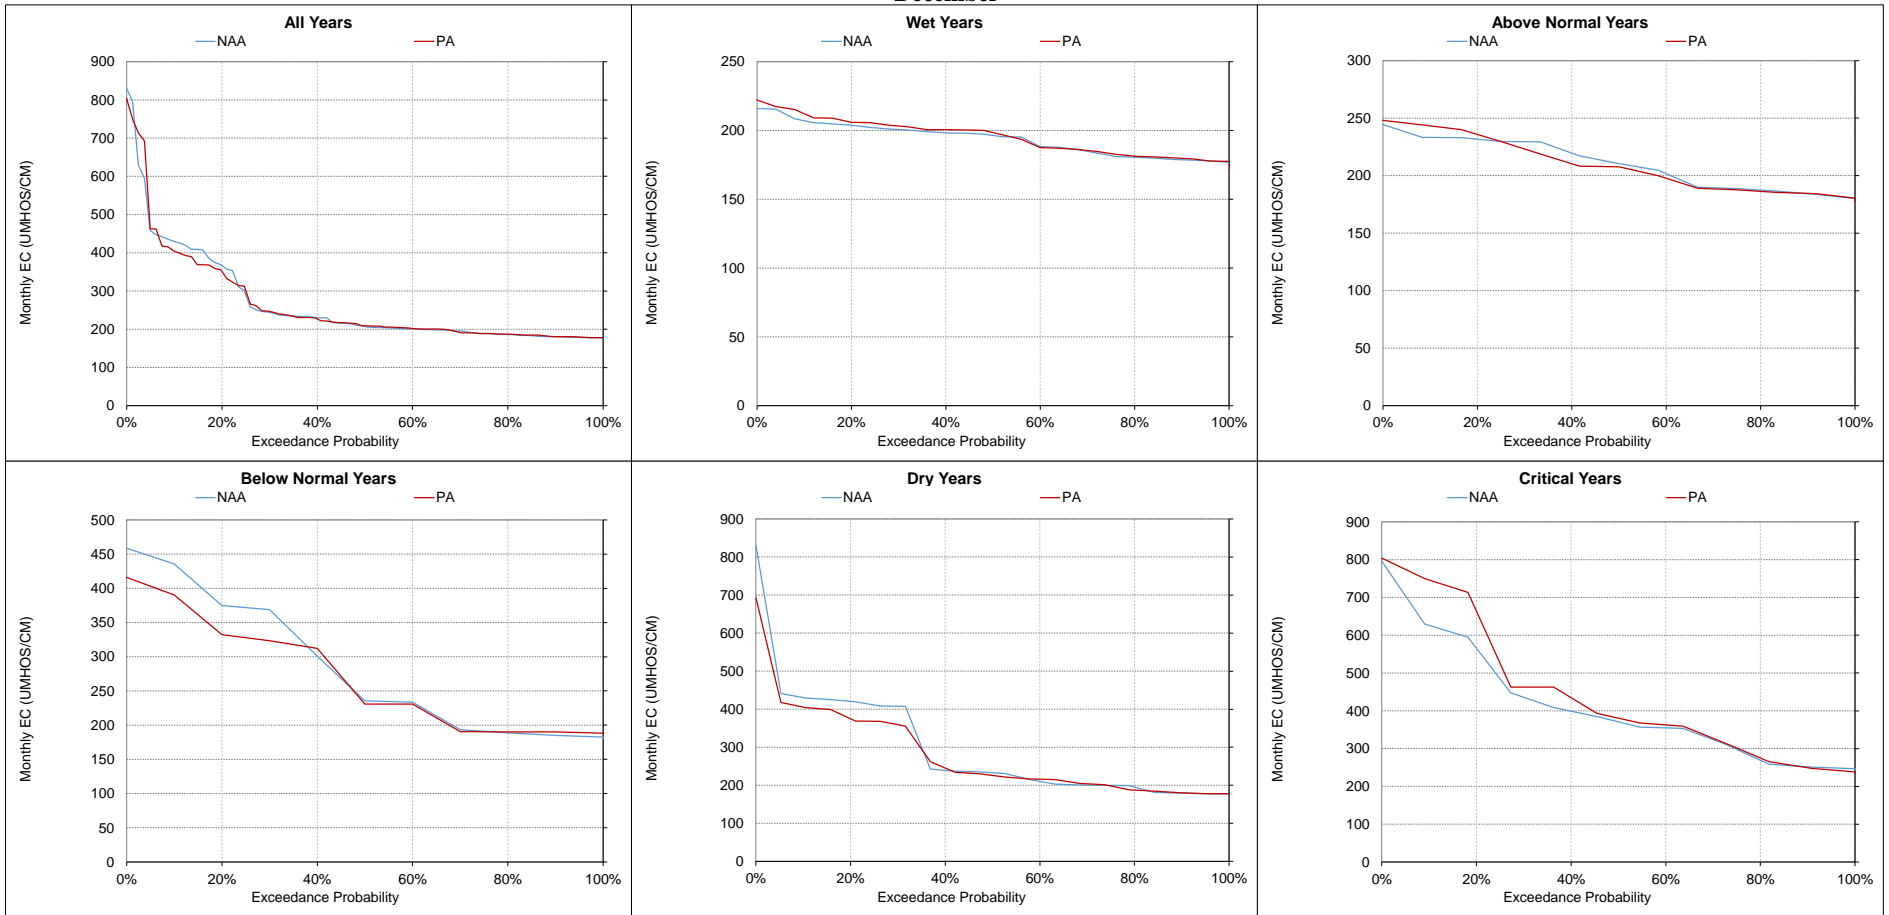 December
All Years
NAA PA
900
800
700
600
500
400
300
200
100
0
Monthly EC (UMHOS/CM)
0% 20% 40% 60% 80% 100%
Exceedance Probability
Wet Years
NAA PA
250
200
150
100
50
0
Monthly EC (UMHOS/CM)
0% 20% 40% 60% 80% 100%
Exceedance Probability
Above Normal Years
NAA PA
300
250
200
150
100
50
0
Monthly EC (UMHOS/CM)
0% 20% 40% 60% 80% 100%
Exceedance Probability
Below Normal Years
NAA PA
500
450
400
350
300
250
200
150
100
50
0
Monthly EC (UMHOS/CM)
0% 20% 40% 60% 80% 100%
Exceedance Probability
Dry Years
NAA PA
900
800
700
600
500
400
300
200
100
0
Monthly EC (UMHOS/CM)
0% 20% 40% 60% 80% 100%
Exceedance Probability
Critical Years
NAA PA
900
800
700
600
500
400
300
200
100
0
Monthly EC (UMHOS/CM)
0% 20% 40% 60% 80% 100%
Exceedance Probability